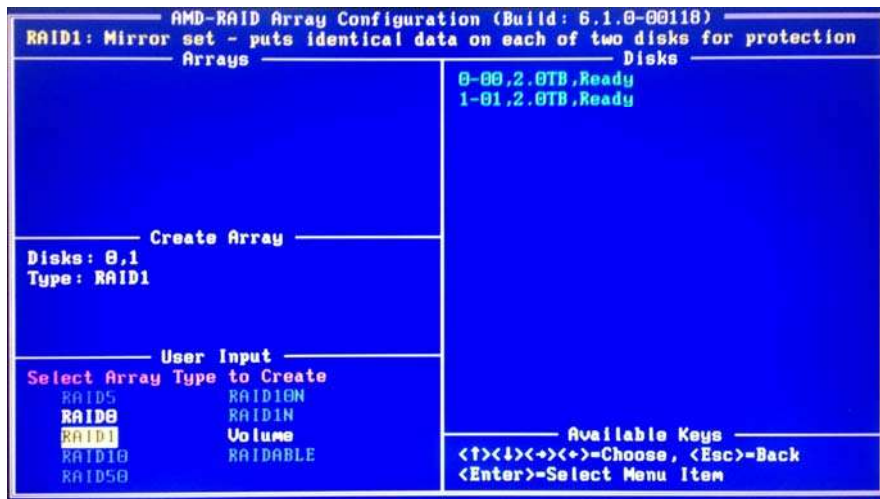 AMD-RAID Array Configuration (Build: 6.1.0-00118)
RAID1: Mirror set - puts identical data on each of two disks for protection
Arrays
Disks
0-00,2.0TB,Ready
1-01,2.0TB,Ready
Create Array
Disks: 0,1
Type: RAID1
User Input
Select Array Type to Create
RAID5 RAID10N
RAID0 RAID1N
RAID1 Volume
RAID10 RAIDABLE
RAID50
Available Keys
<↑><↓><→><←>=Choose, <Esc>=Back
<Enter>=Select Menu Item